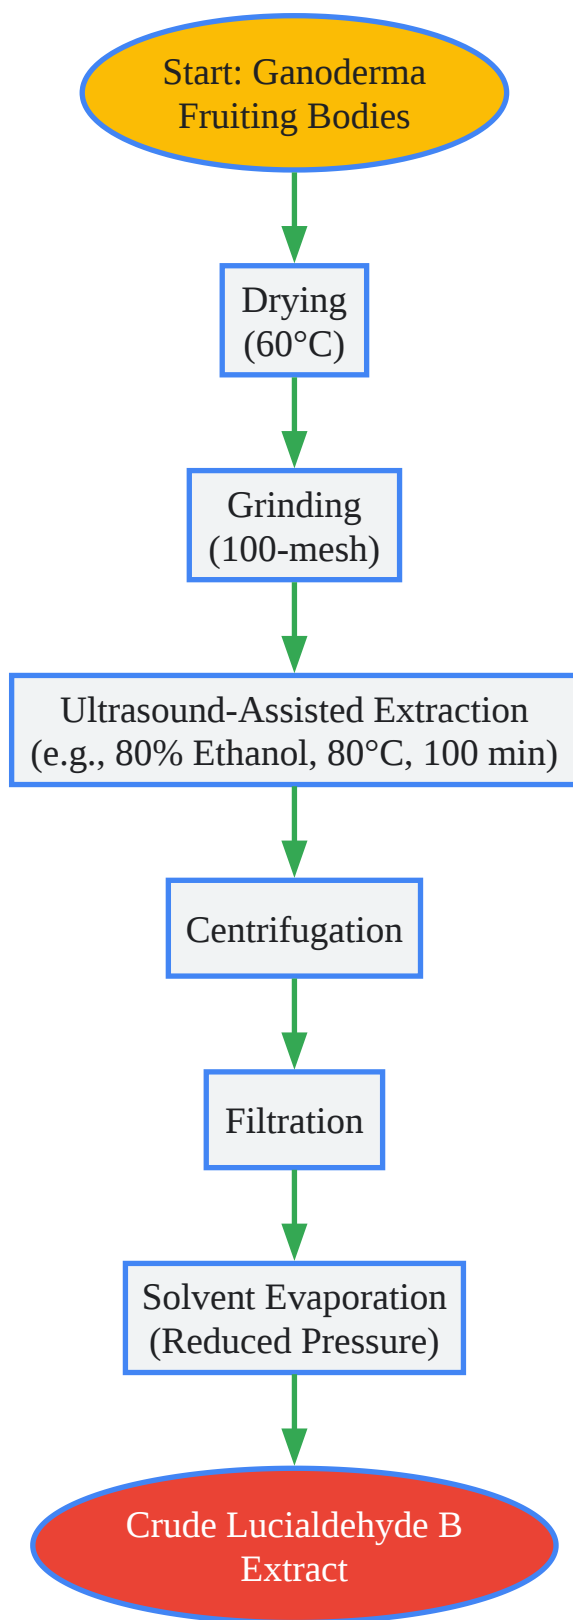 Start: Ganoderma
Fruiting Bodies
Drying
(60°C)
Grinding
(100-mesh)
Ultrasound-Assisted Extraction
(e.g., 80% Ethanol, 80°C, 100 min)
Centrifugation
Filtration
Solvent Evaporation
(Reduced Pressure)
Crude Lucialdehyde B
Extract